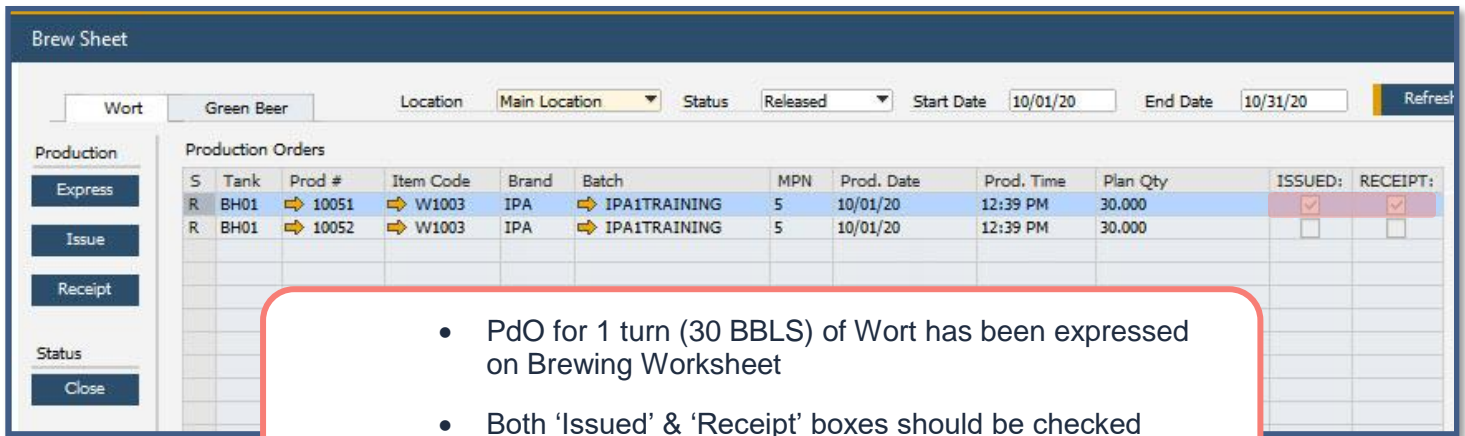 Brew Sheet
Wort Green Beer Location Main Location Status Released Start Date 10/01/20 End Date 10/31/20 Refresh
Production Production Orders
S Tank Prod # Item Code Brand Batch MPN Prod. Date Prod. Time Plan Qty ISSUED: RECEIPT:
Express
R BH01 10051 W1003 IPA IPA1TRAINING 5 10/01/20 12:39 PM 30.000
R BH01 10052 W1003 IPA IPA1TRAINING 5 10/01/20 12:39 PM 30.000
Issue
Receipt
• PdO for 1 turn (30 BBLS) of Wort has been expressed
on Brewing Worksheet
Status
Close
• Both ‘Issued’ & ‘Receipt’ boxes should be checked